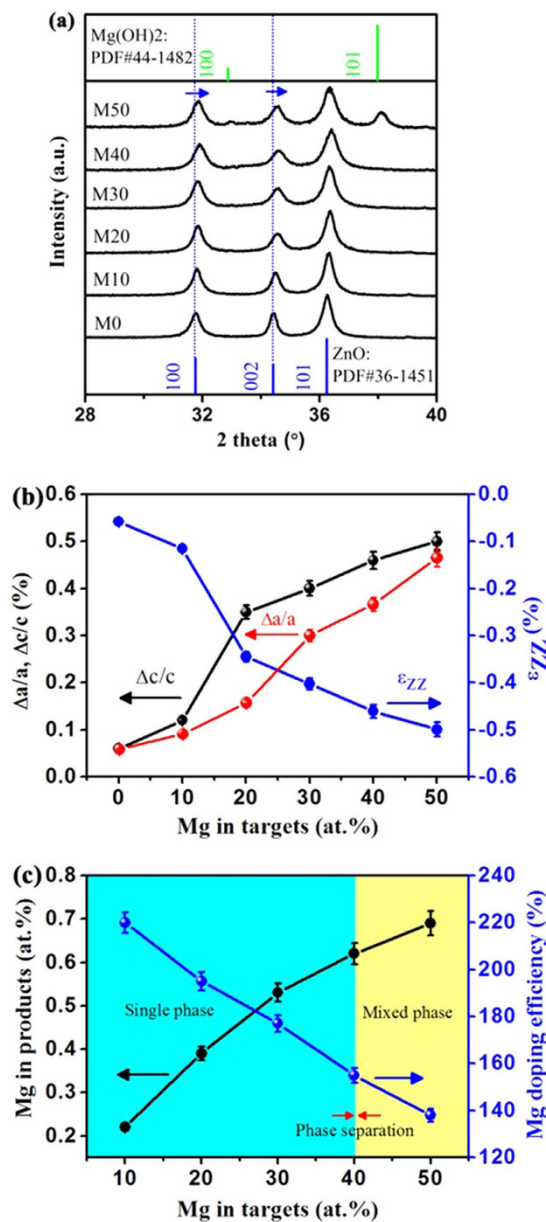 (a)
Mg(OH)2:
PDF#44-1482
100
101
M50
M40
M30
M20
M10
M0
ZnO:
PDF#36-1451
100
002
101
Intensity (a.u.)
28 32 36 40
2 theta (°)
(b)
0.6 0.0
0.5 -0.1
0.4 -0.2
0.3 -0.3
0.2 -0.4
0.1 -0.5
0.0 -0.6
Δa/a, Δc/c (%)
εZZ (%)
Δa/a
Δc/c
εZZ
0 10 20 30 40 50
Mg in targets (at.%)
(c)
0.8 240
0.7 220
0.6 200
0.5 180
0.4 160
0.3 140
0.2 120
Mg in products (at.%)
Mg doping efficiency (%)
Single phase
Mixed phase
Phase separation
10 20 30 40 50
Mg in targets (at.%)